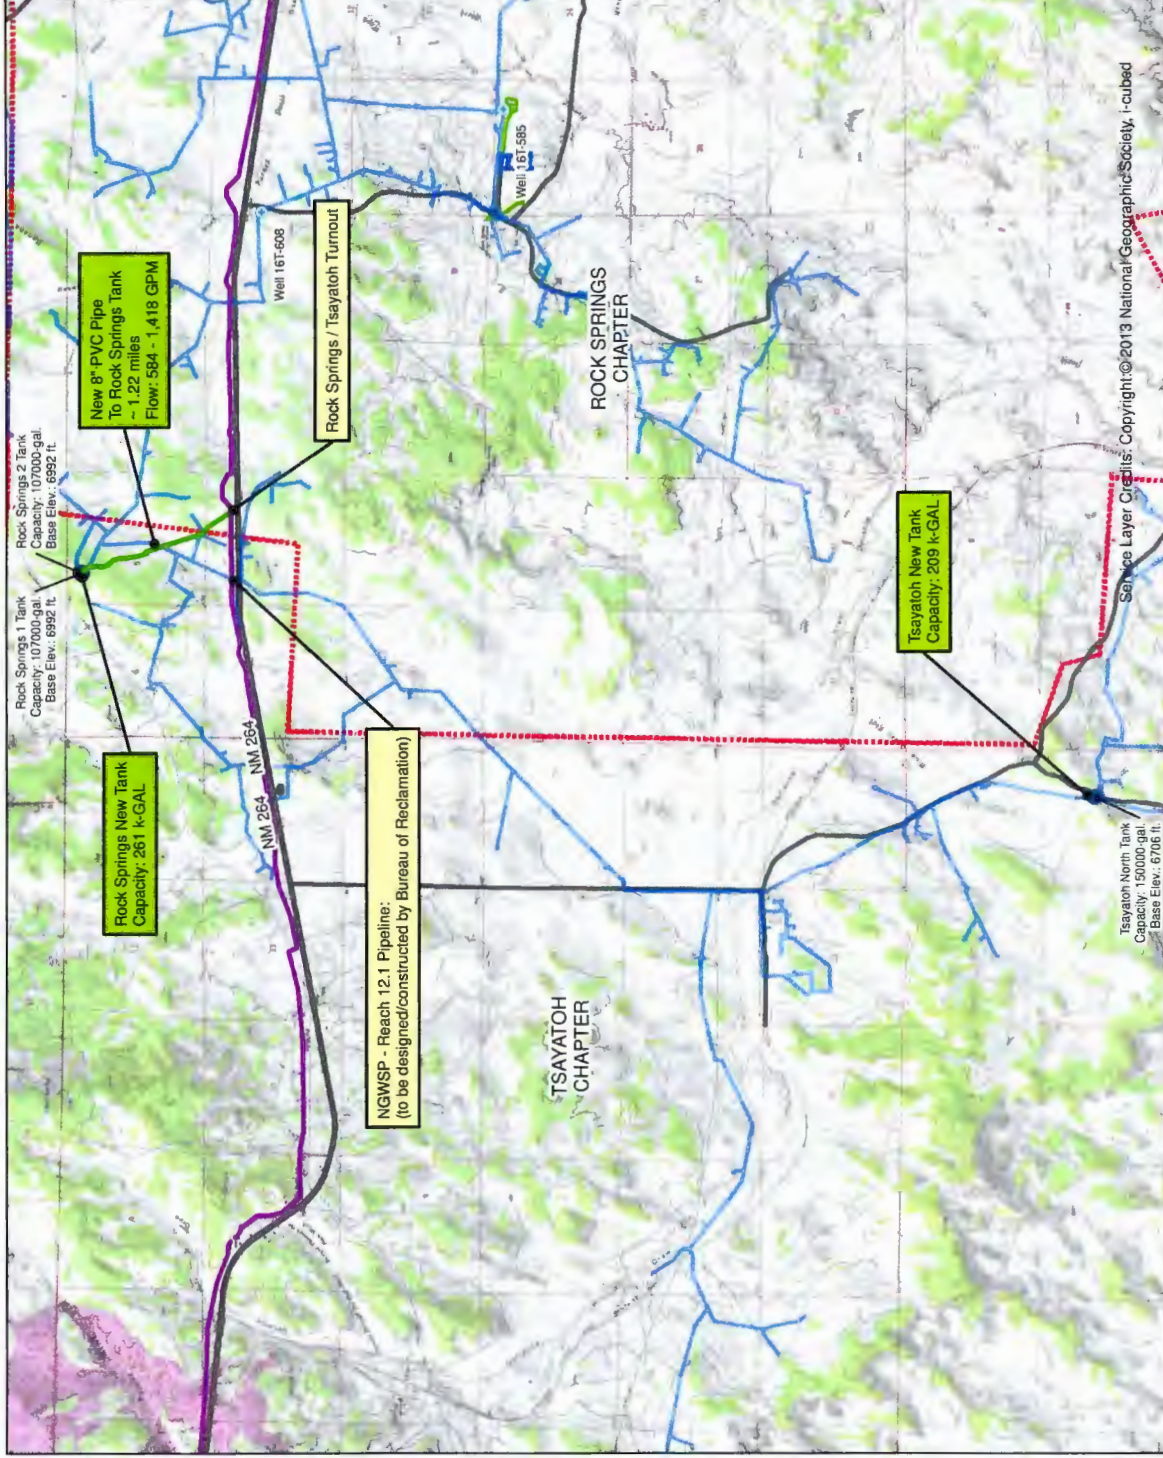 Rock Springs 1 Tank
Capacity: 107000-gal.
Base Elev.: 6992 ft.
Rock Springs 2 Tank
Capacity: 107000-gal.
Base Elev.: 6992 ft.
Rock Springs New Tank
Capacity: 261 k-GAL
New 8" PVC Pipe
To Rock Springs Tank
~ 1.22 miles
Flow: 584 - 1,418 GPM
NM 264
NM 264
Well 16T-608
Rock Springs / Tsayatoh Turnout
NGWSP - Reach 12.1 Pipeline:
(to be designed/constructed by Bureau of Reclamation)
Well 16T-585
ROCK SPRINGS
CHAPTER
TSAYATOH
CHAPTER
Tsayatoh New Tank
Capacity: 209 k-GAL
Tsayatoh North Tank
Capacity: 150000-gal.
Base Elev.: 6706 ft.
Service Layer Credits: Copyright:© 2013 National Geographic Society, i-cubed